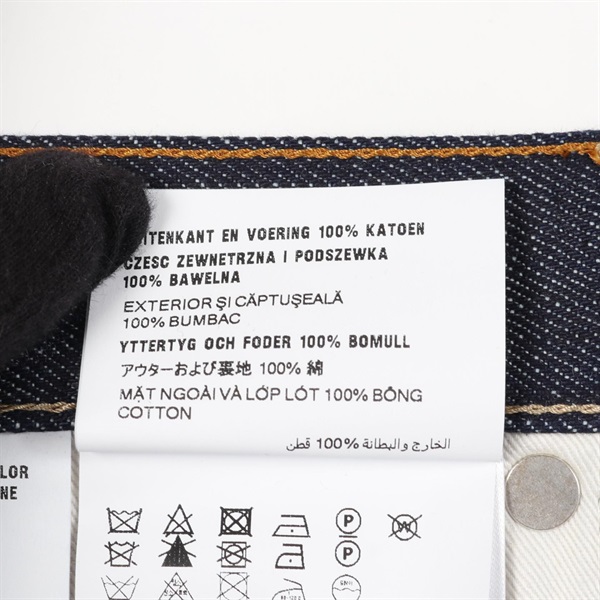 EN VOERING 100% KATOEN
CZESC ZEWNETRZNA I PODSZEWKA
100% BAWELNA
EXTERIOR ŞI CĂPTUŞEALĂ
100% BUMBAC
YTTERTYG OCH FODER 100% BOMULL
アウターおよび裏地 100% 綿
MẶT NGOÀI VÀ LỚP LÓT 100% BÔNG
COTTON
الخارج والبطانة 100% قطن
LOR
NE
P
W
P